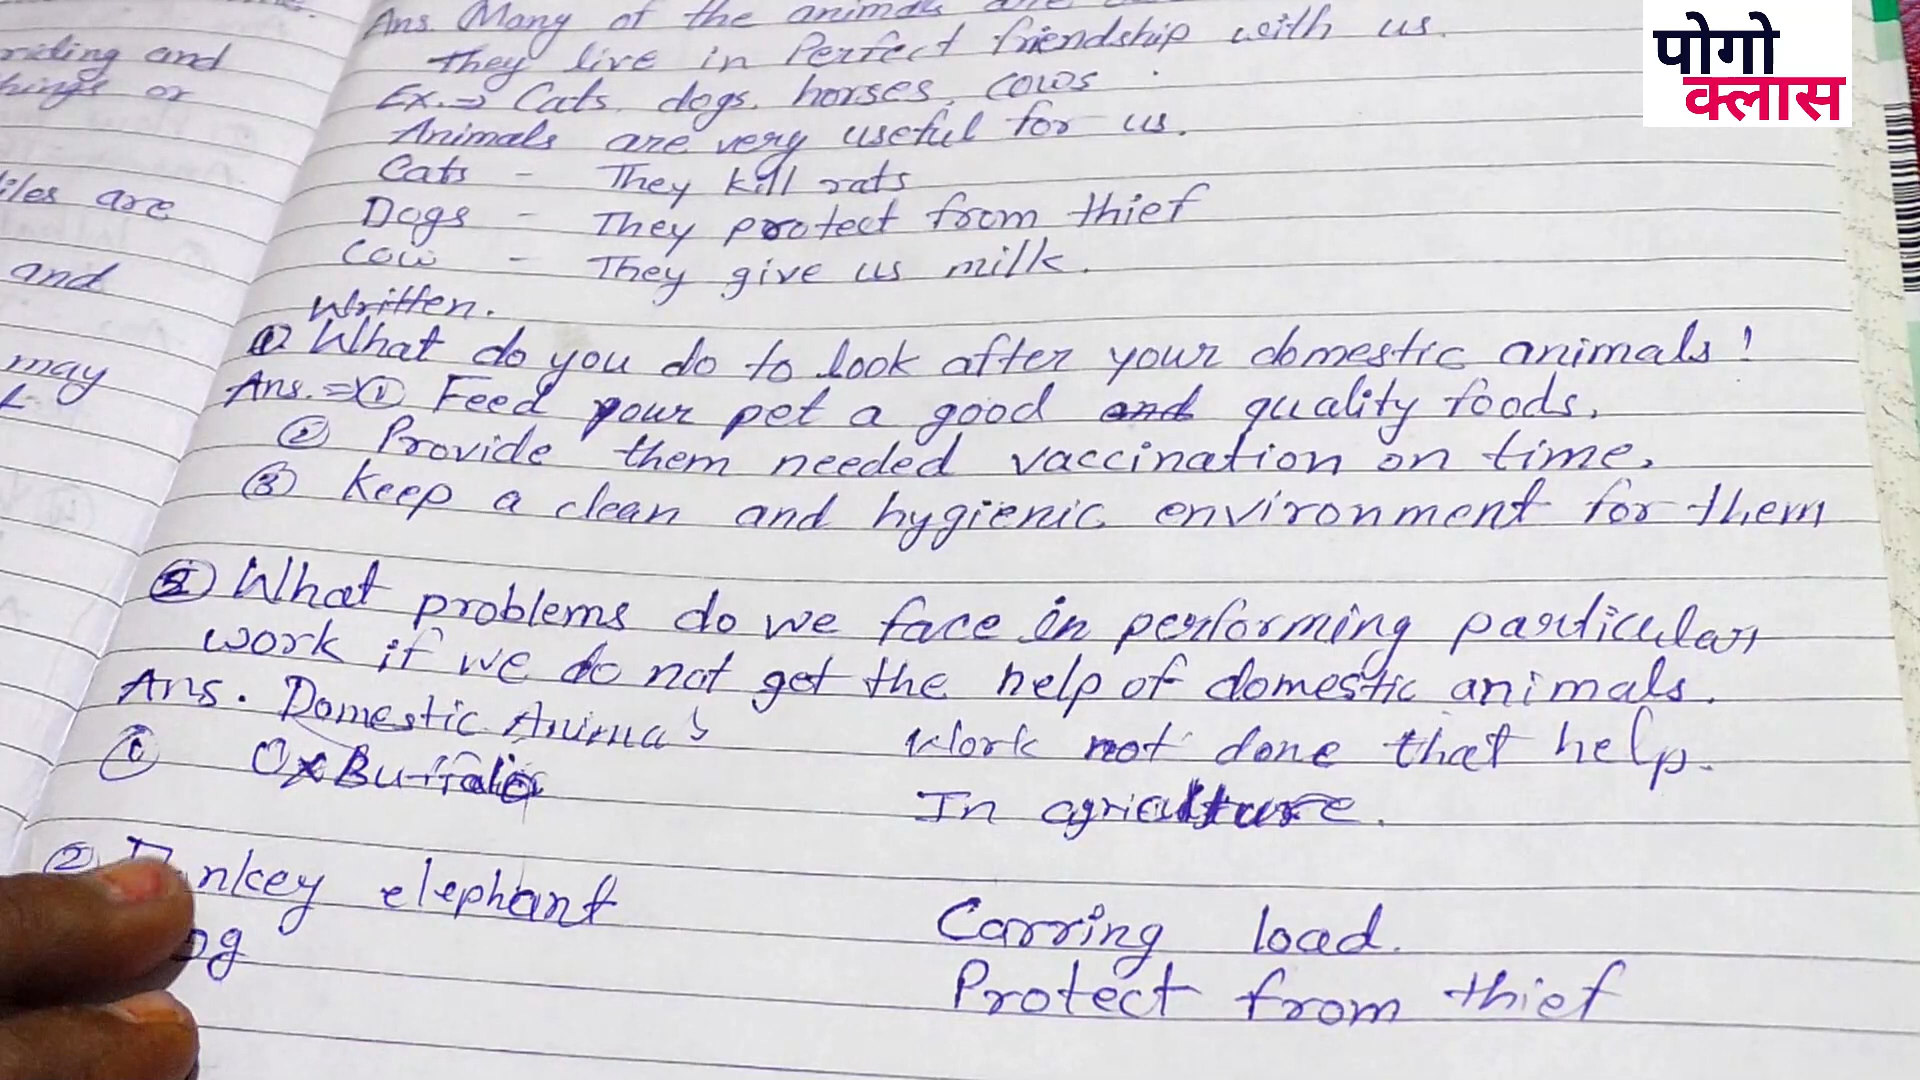 Ans. Many of the animals are
They live in Perfect friendship with us.
Ex. ⇒ Cats, dogs, horses, cows.
Animals are very useful for us.
Cats - They kill rats
Dogs - They protect from thief
Cow - They give us milk.
Written.
① What do you do to look after your domestic animals!
Ans. ⇒ ① Feed your pet a good and quality foods.
② Provide them needed vaccination on time.
③ Keep a clean and hygienic environment for them
② What problems do we face in performing particular
work if we do not get the help of domestic animals.
Ans. Domestic Animals Work not done that help.
① Ox Buffalo In agriculture.
② nkey elephant Carring load.
og Protect from thief
riding and
hings or
iles are
and
may
पोगो
क्लास